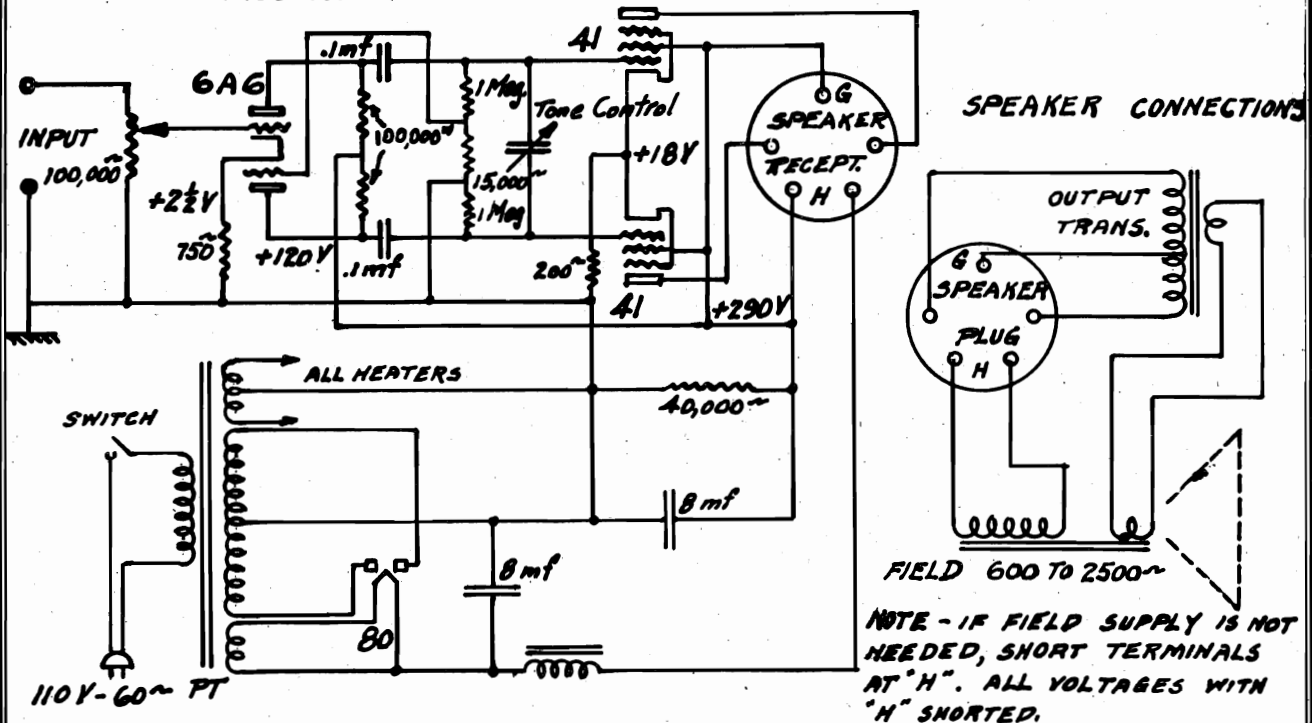 .1mf
41
6A6
1 Meg.
Tone Control
G
SPEAKER CONNECTIONS
INPUT
100,000~
100,000~
SPEAKER
RECEPT.
+18V
H
15,000~
+2½V
1 Meg
OUTPUT
TRANS.
750~
+120V
.1mf
200~
41
+290V
G
SPEAKER
PLUG
H
ALL HEATERS
40,000~
SWITCH
8 mf
8 mf
80
FIELD 600 TO 2500~
110V-60~ PT
NOTE - IF FIELD SUPPLY IS NOT
NEEDED, SHORT TERMINALS
AT "H". ALL VOLTAGES WITH
"H" SHORTED.